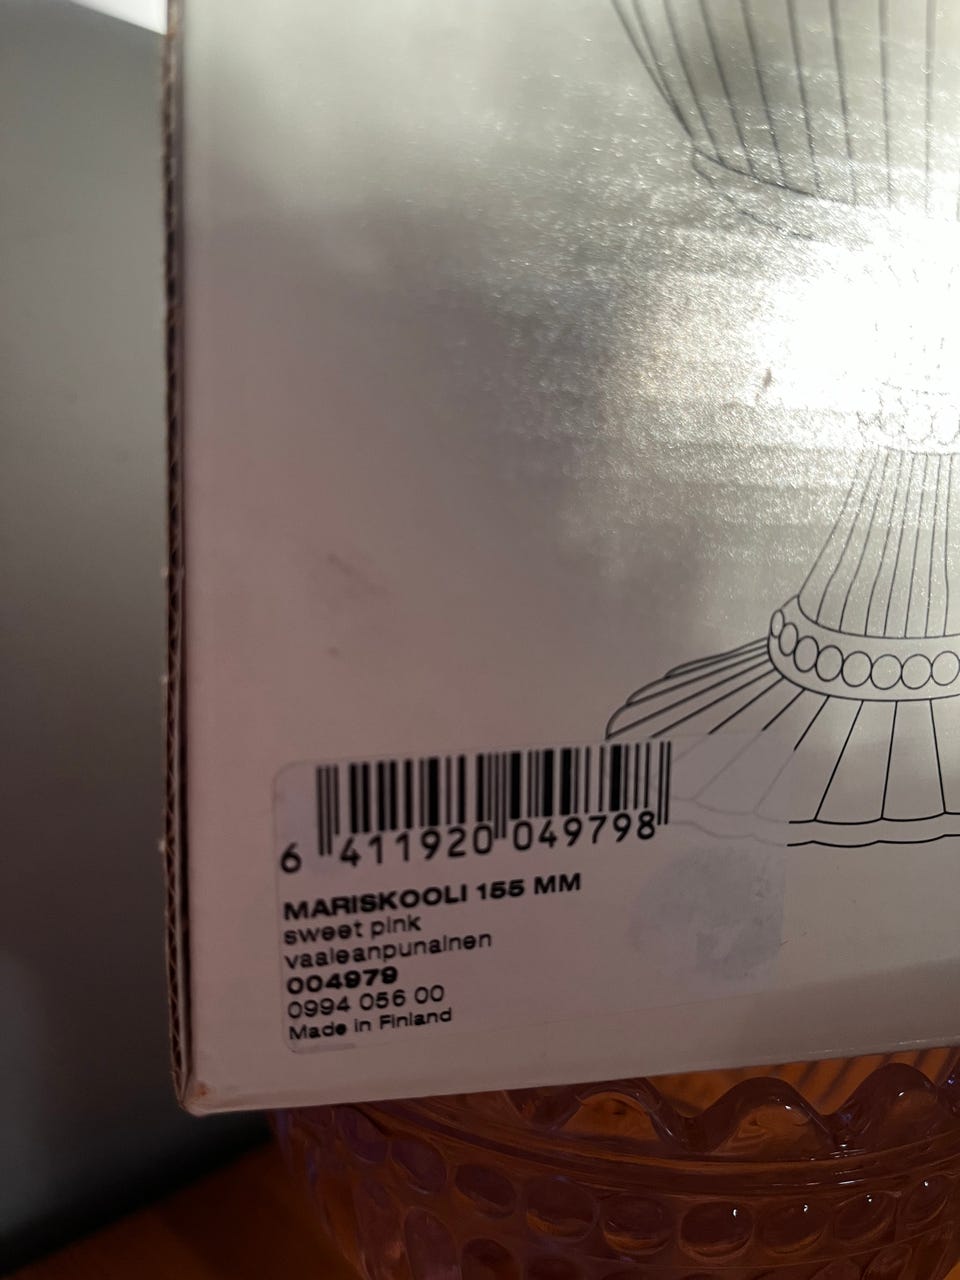 6 411920 049798
MARISKOOLI 155 MM
sweet pink
vaaleanpunainen
004979
0994 056 00
Made in Finland